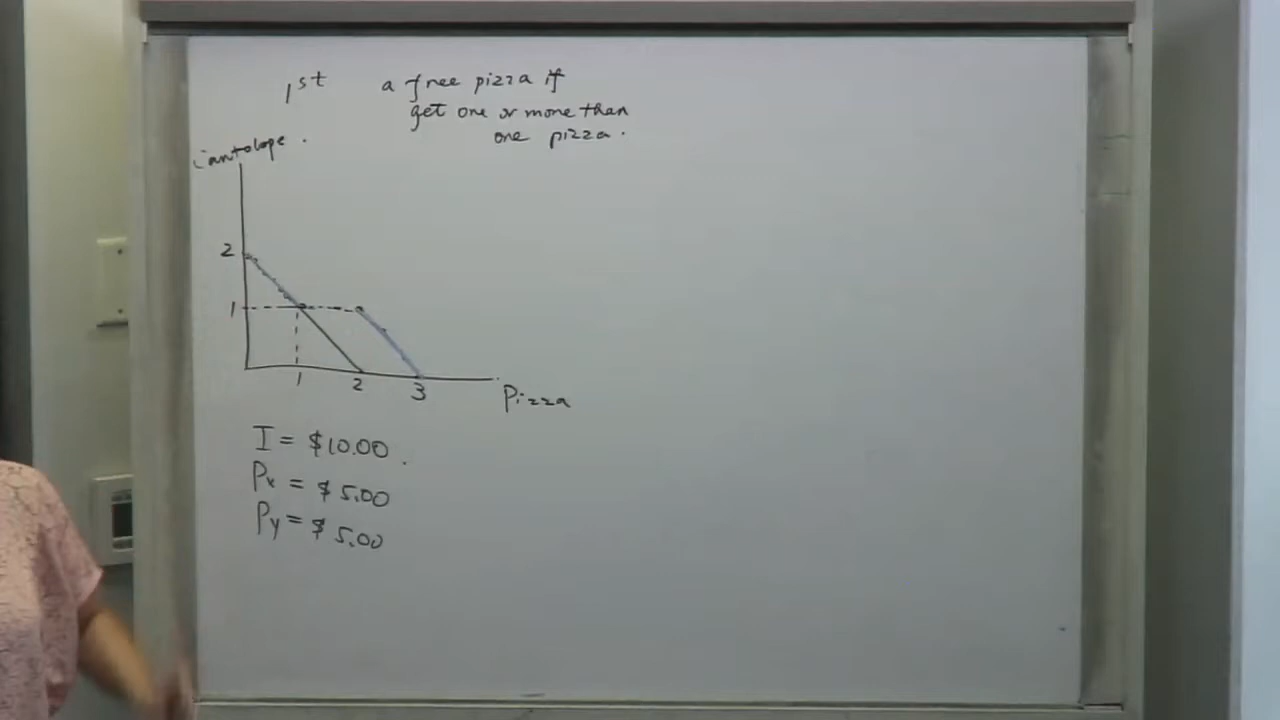 1st a free pizza if
get one or more than
one pizza.
Cantolope.
2
1
1 2 3
Pizza
I = $10.00
Px = $5.00
Py = $5.00